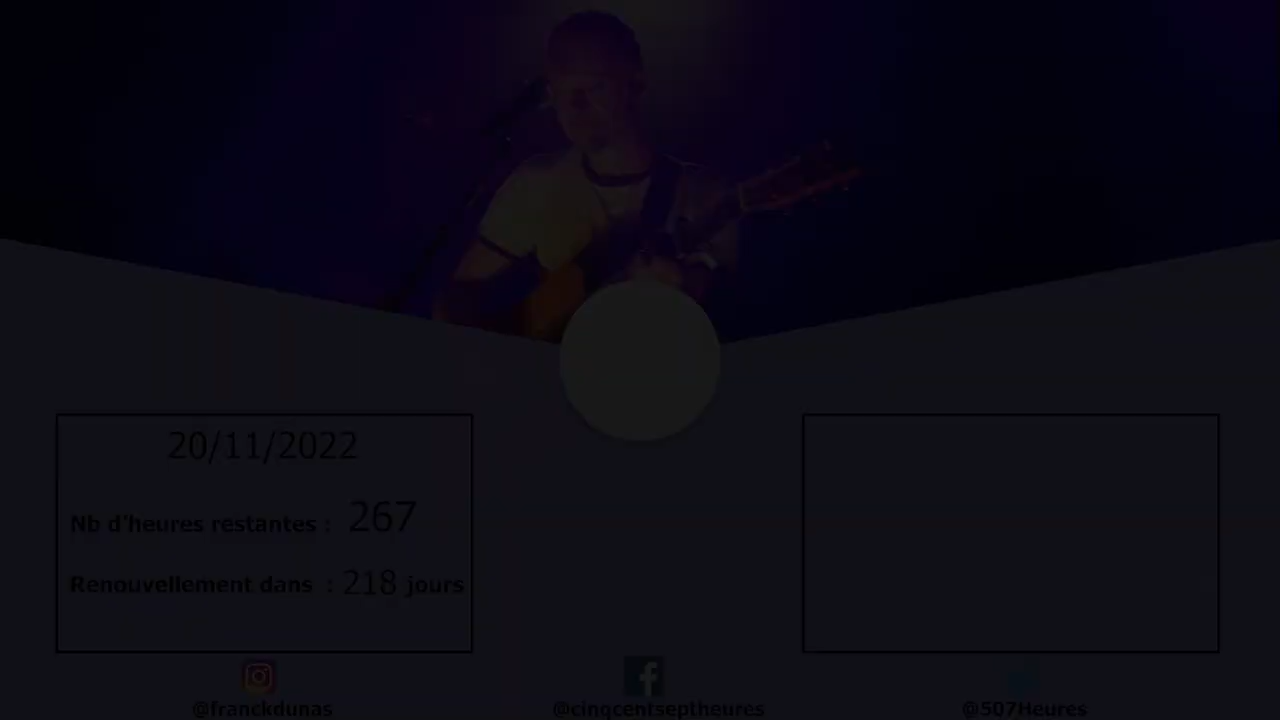 20/11/2022
Nb d'heures restantes : 267
Renouvellement dans : 218 jours
@franckdunas
@cinqcentseptheures
@507Heures